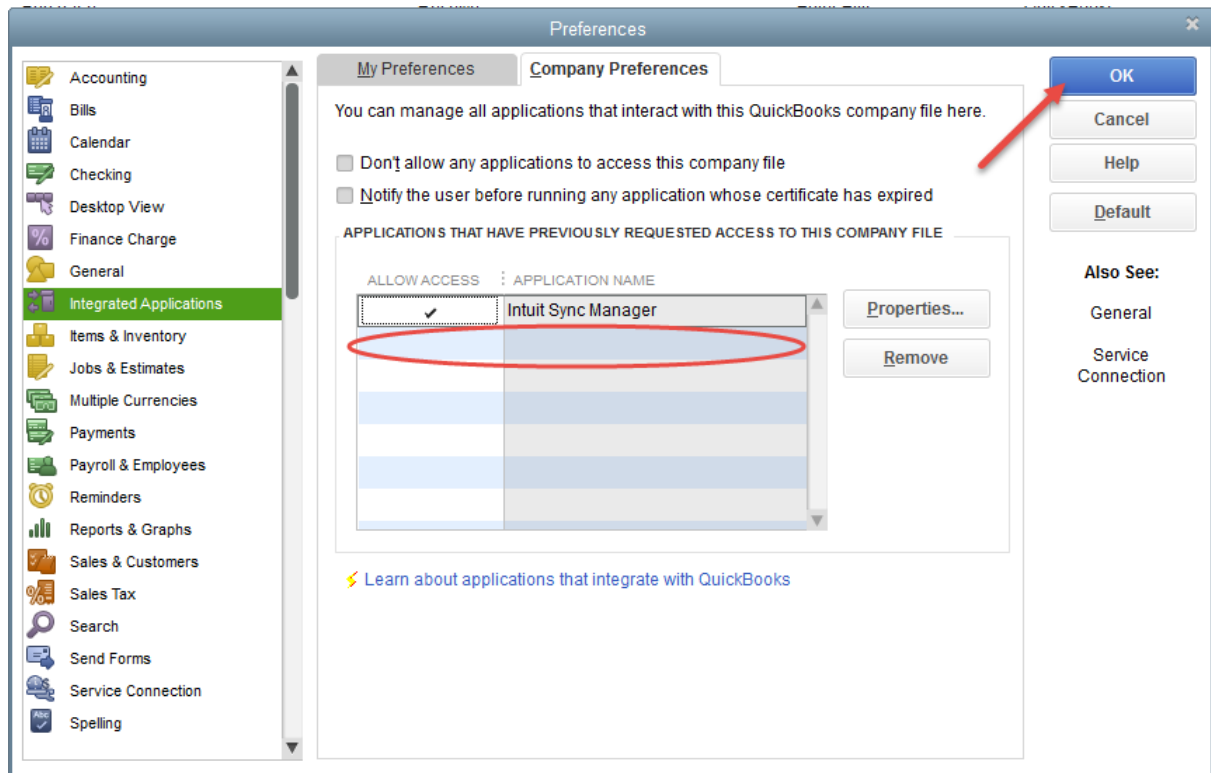 Preferences
Accounting
Bills
Calendar
Checking
Desktop View
Finance Charge
General
Integrated Applications
Items & Inventory
Jobs & Estimates
Multiple Currencies
Payments
Payroll & Employees
Reminders
Reports & Graphs
Sales & Customers
Sales Tax
Search
Send Forms
Service Connection
Spelling
My Preferences
Company Preferences
You can manage all applications that interact with this QuickBooks company file here.
Don't allow any applications to access this company file
Notify the user before running any application whose certificate has expired
APPLICATIONS THAT HAVE PREVIOUSLY REQUESTED ACCESS TO THIS COMPANY FILE
ALLOW ACCESS APPLICATION NAME
Intuit Sync Manager
Properties...
Remove
Learn about applications that integrate with QuickBooks
OK
Cancel
Help
Default
Also See:
General
Service
Connection